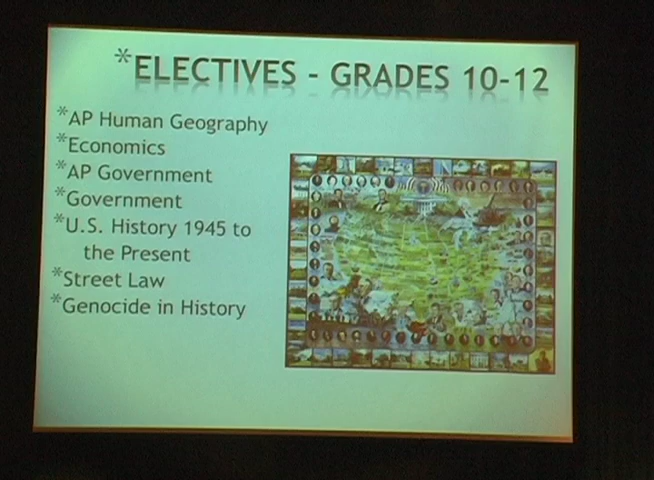 *ELECTIVES - GRADES 10-12
*AP Human Geography
*Economics
*AP Government
*Government
*U.S. History 1945 to
the Present
*Street Law
*Genocide in History